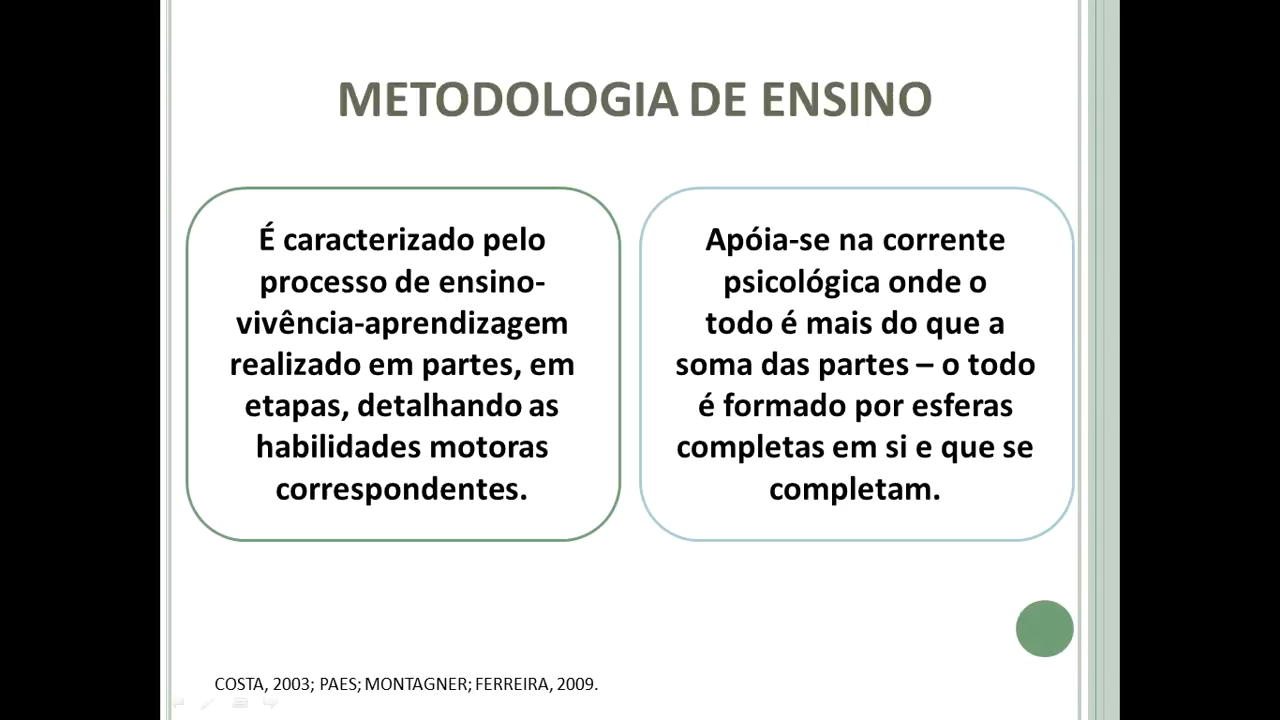 METODOLOGIA DE ENSINO
É caracterizado pelo
processo de ensino-
vivência-aprendizagem
realizado em partes, em
etapas, detalhando as
habilidades motoras
correspondentes.
Apóia-se na corrente
psicológica onde o
todo é mais do que a
soma das partes – o todo
é formado por esferas
completas em si e que se
completam.
COSTA, 2003; PAES; MONTAGNER; FERREIRA, 2009.